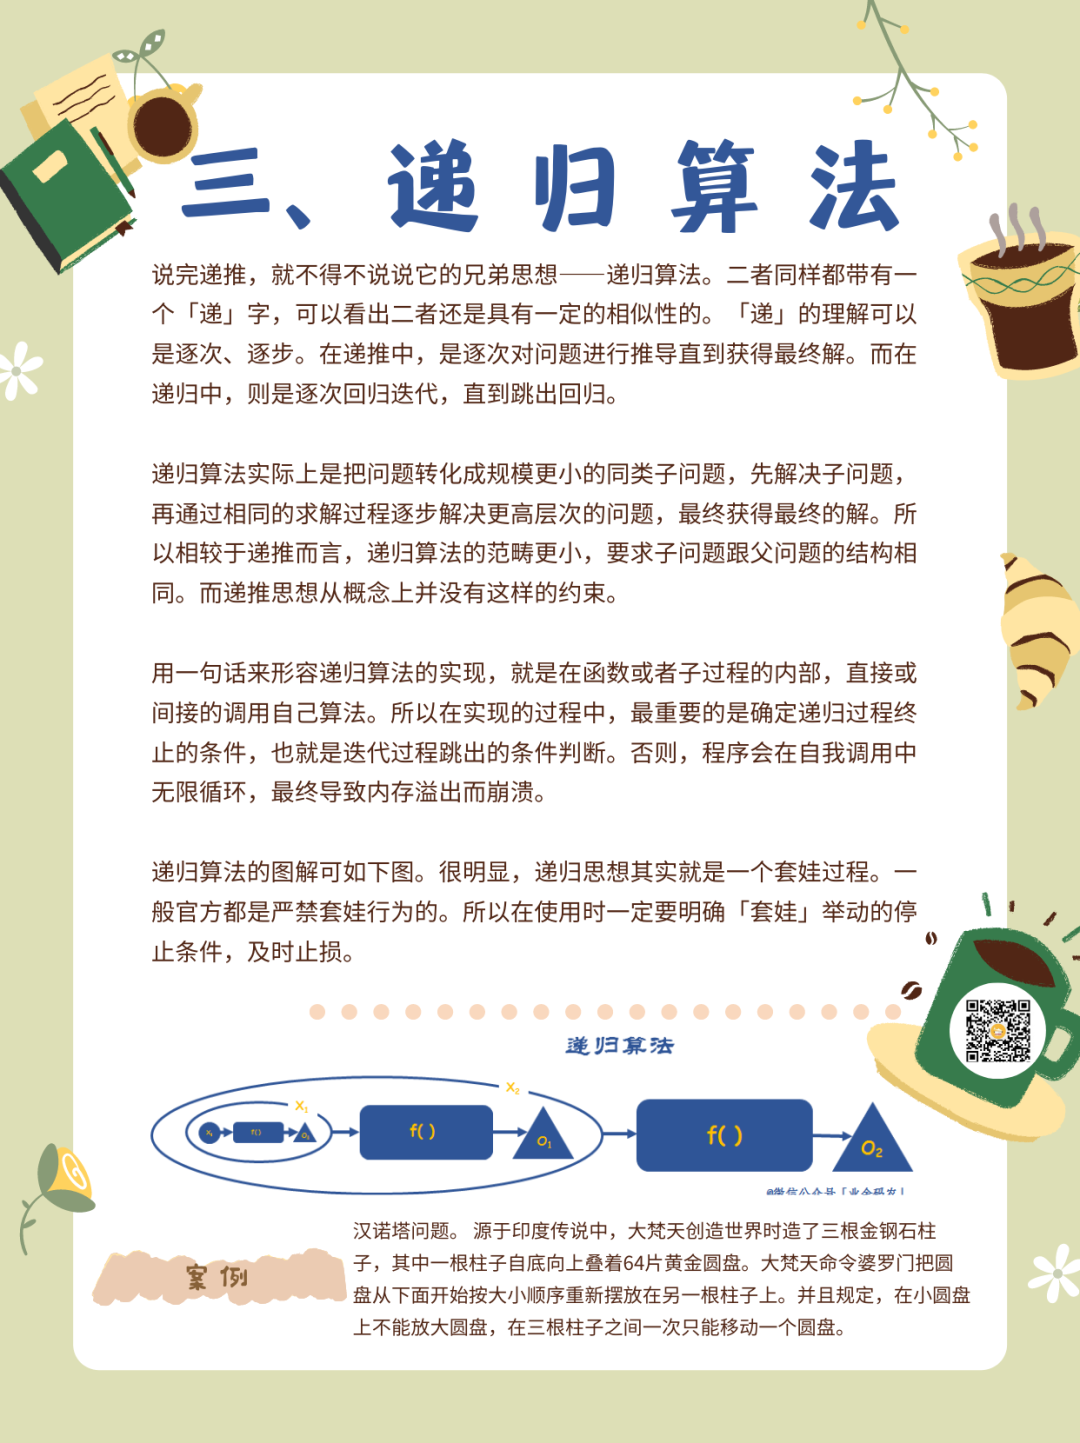 三、递归算法
说完递推，就不得不说说它的兄弟思想——递归算法。二者同样都带有一
个「递」字，可以看出二者还是具有一定的相似性的。「递」的理解可以
是逐次、逐步。在递推中，是逐次对问题进行推导直到获得最终解。而在
递归中，则是逐次回归迭代，直到跳出回归。
递归算法实际上是把问题转化成规模更小的同类子问题，先解决子问题，
再通过相同的求解过程逐步解决更高层次的问题，最终获得最终的解。所
以相较于递推而言，递归算法的范畴更小，要求子问题跟父问题的结构相
同。而递推思想从概念上并没有这样的约束。
用一句话来形容递归算法的实现，就是在函数或者子过程的内部，直接或
间接的调用自己算法。所以在实现的过程中，最重要的是确定递归过程终
止的条件，也就是迭代过程跳出的条件判断。否则，程序会在自我调用中
无限循环，最终导致内存溢出而崩溃。
递归算法的图解可如下图。很明显，递归思想其实就是一个套娃过程。一
般官方都是严禁套娃行为的。所以在使用时一定要明确「套娃」举动的停
止条件，及时止损。
递归算法
X₂
X₁
f( )
f( )
O₁
f( )
O₂
案例
汉诺塔问题。 源于印度传说中，大梵天创造世界时造了三根金钢石柱
子，其中一根柱子自底向上叠着64片黄金圆盘。大梵天命令婆罗门把圆
盘从下面开始按大小顺序重新摆放在另一根柱子上。并且规定，在小圆盘
上不能放大圆盘，在三根柱子之间一次只能移动一个圆盘。